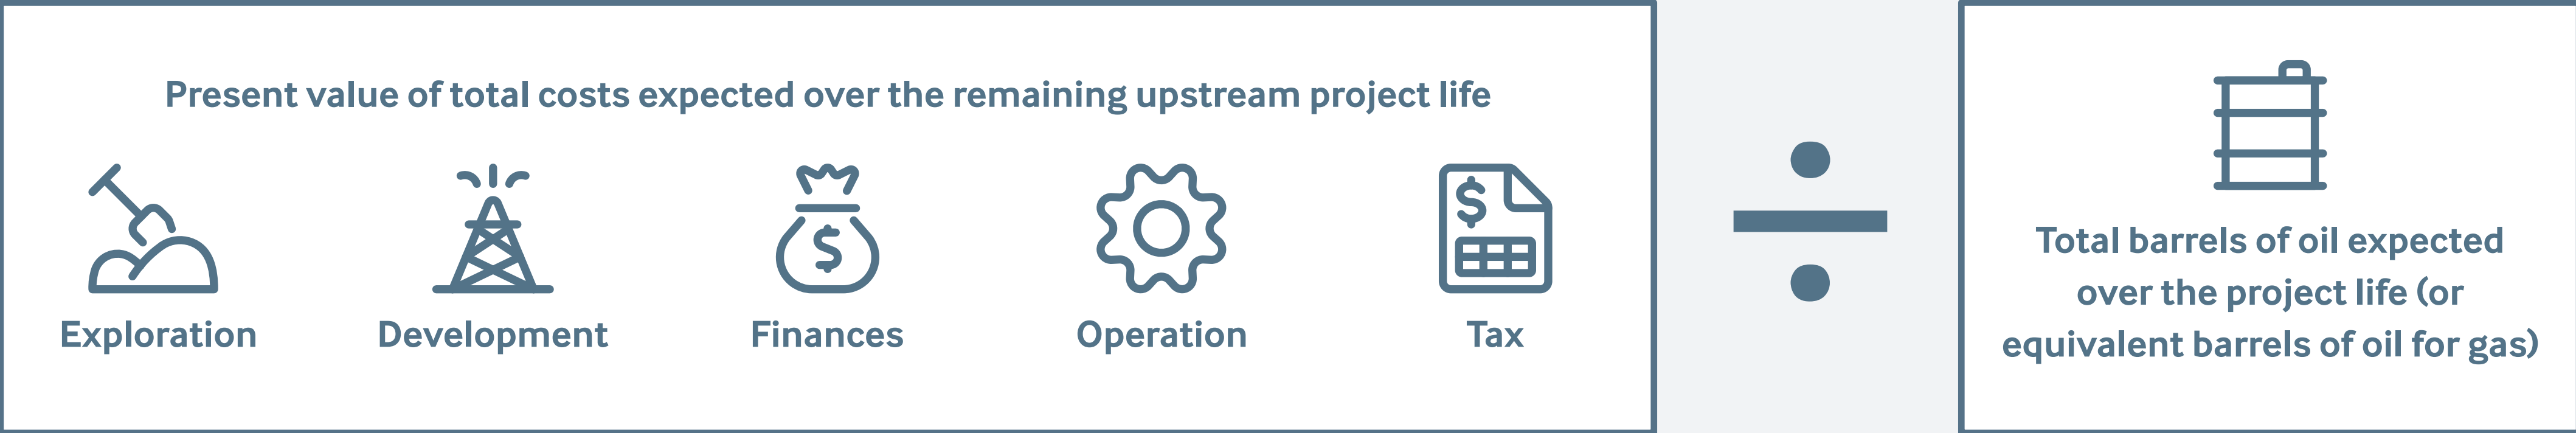 Present value of total costs expected over the remaining upstream project life
$
$
Exploration
Development
Finances
Operation
Tax
÷
Total barrels of oil expected
over the project life (or
equivalent barrels of oil for gas)